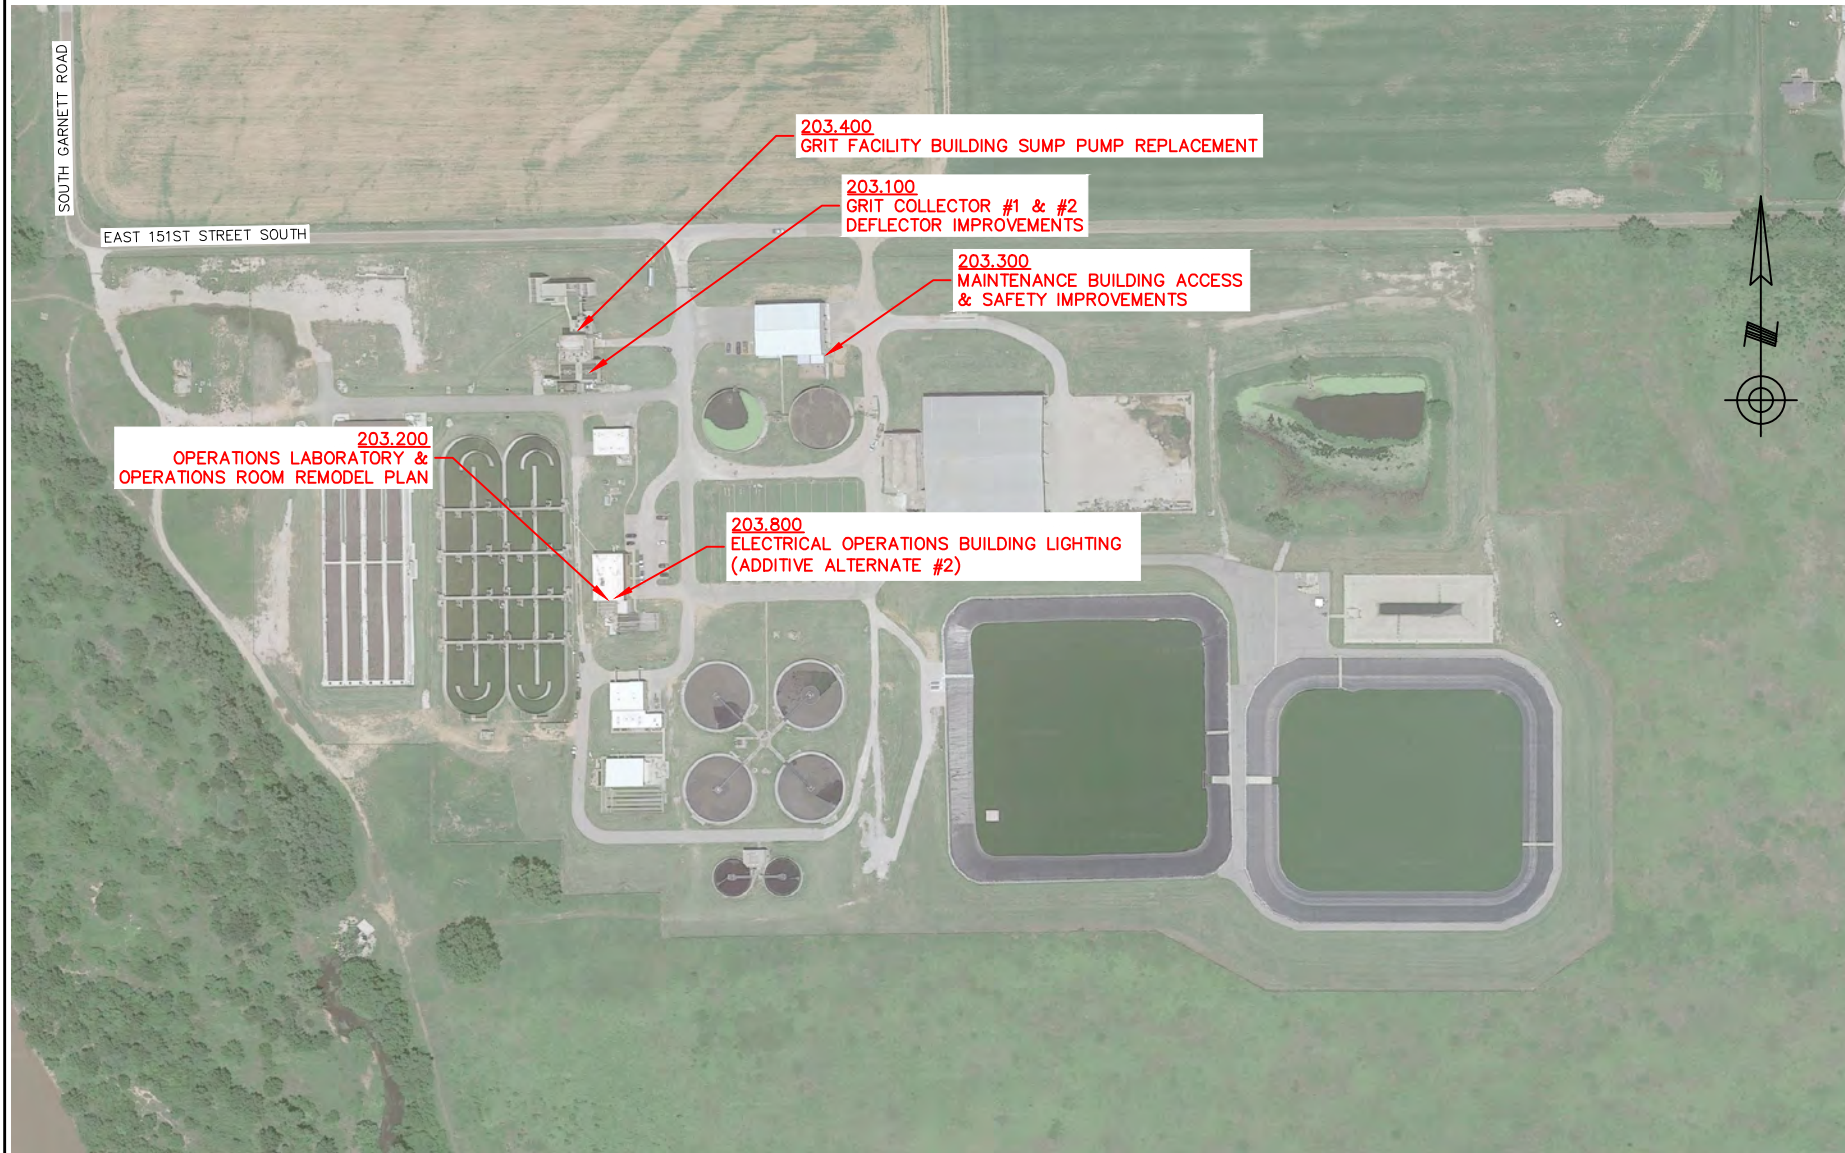 SOUTH GARNETT ROAD
EAST 151ST STREET SOUTH
203.400
GRIT FACILITY BUILDING SUMP PUMP REPLACEMENT
203.100
GRIT COLLECTOR #1 & #2
DEFLECTOR IMPROVEMENTS
203.300
MAINTENANCE BUILDING ACCESS
& SAFETY IMPROVEMENTS
N
203.200
OPERATIONS LABORATORY &
OPERATIONS ROOM REMODEL PLAN
203.800
ELECTRICAL OPERATIONS BUILDING LIGHTING
(ADDITIVE ALTERNATE #2)